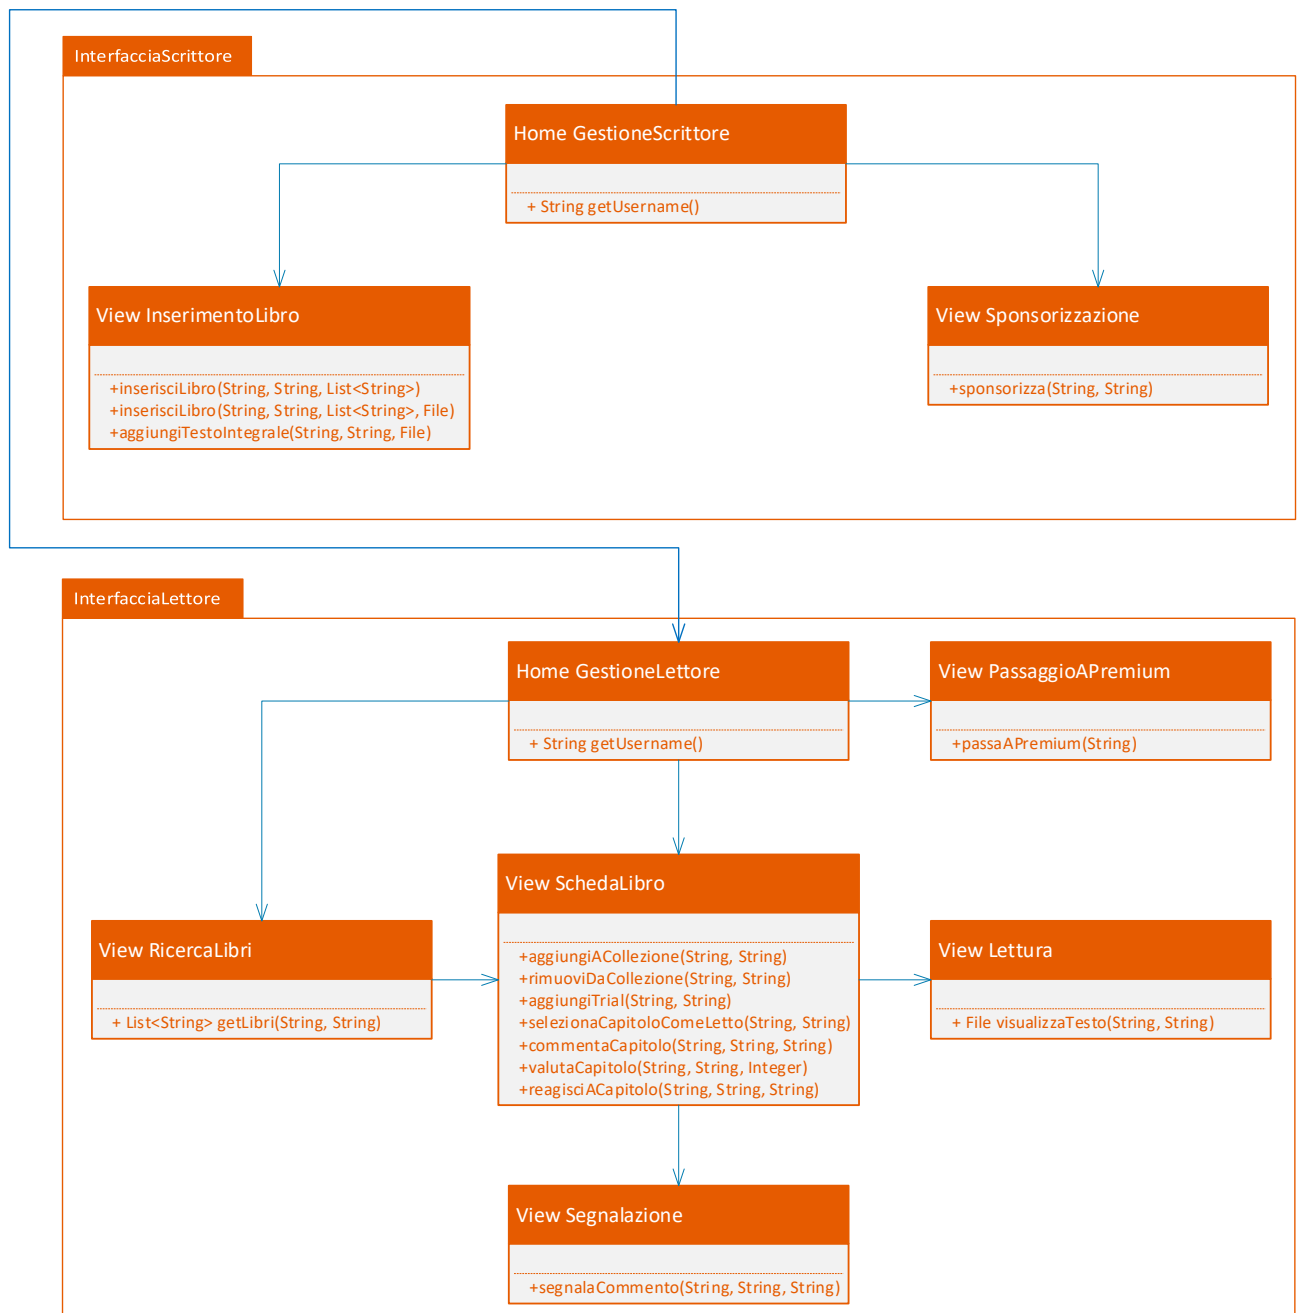 InterfacciaScrittore
Home GestioneScrittore
+ String getUsername()
View InserimentoLibro
+inserisciLibro(String, String, List<String>)
+inserisciLibro(String, String, List<String>, File)
+aggiungiTestoIntegrale(String, String, File)
View Sponsorizzazione
+sponsorizza(String, String)
InterfacciaLettore
Home GestioneLettore
+ String getUsername()
View PassaggioAPremium
+passaAPremium(String)
View SchedaLibro
+aggiungiACollezione(String, String)
+rimuoviDaCollezione(String, String)
+aggiungiTrial(String, String)
+selezionaCapitoloComeLetto(String, String)
+commentaCapitolo(String, String, String)
+valutaCapitolo(String, String, Integer)
+reagisciACapitolo(String, String, String)
View RicercaLibri
+ List<String> getLibri(String, String)
View Lettura
+ File visualizzaTesto(String, String)
View Segnalazione
+segnalaCommento(String, String, String)